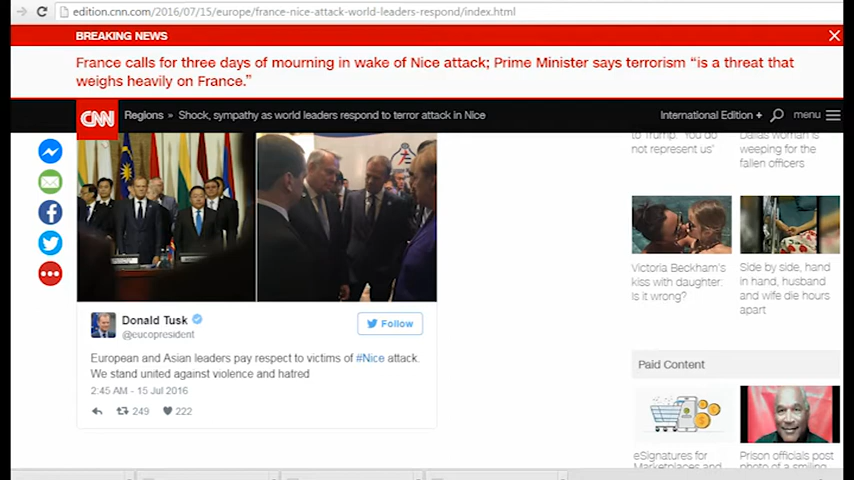 edition.cnn.com/2016/07/15/europe/france-nice-attack-world-leaders-respond/index.html
BREAKING NEWS
France calls for three days of mourning in wake of Nice attack; Prime Minister says terrorism “is a threat that
weighs heavily on France.”
CNN
Regions » Shock, sympathy as world leaders respond to terror attack in Nice
International Edition +
menu
to Trump: 'You do
not represent us'
Dallas woman is
weeping for the
fallen officers
Victoria Beckham's
kiss with daughter:
Is it wrong?
Side by side, hand
in hand, husband
and wife die hours
apart
Donald Tusk
@eucopresident
Follow
European and Asian leaders pay respect to victims of #Nice attack.
We stand united against violence and hatred
2:45 AM - 15 Jul 2016
249
222
Paid Content
eSignatures for
Marketplaces and
Prison officials post
photo of a smiling